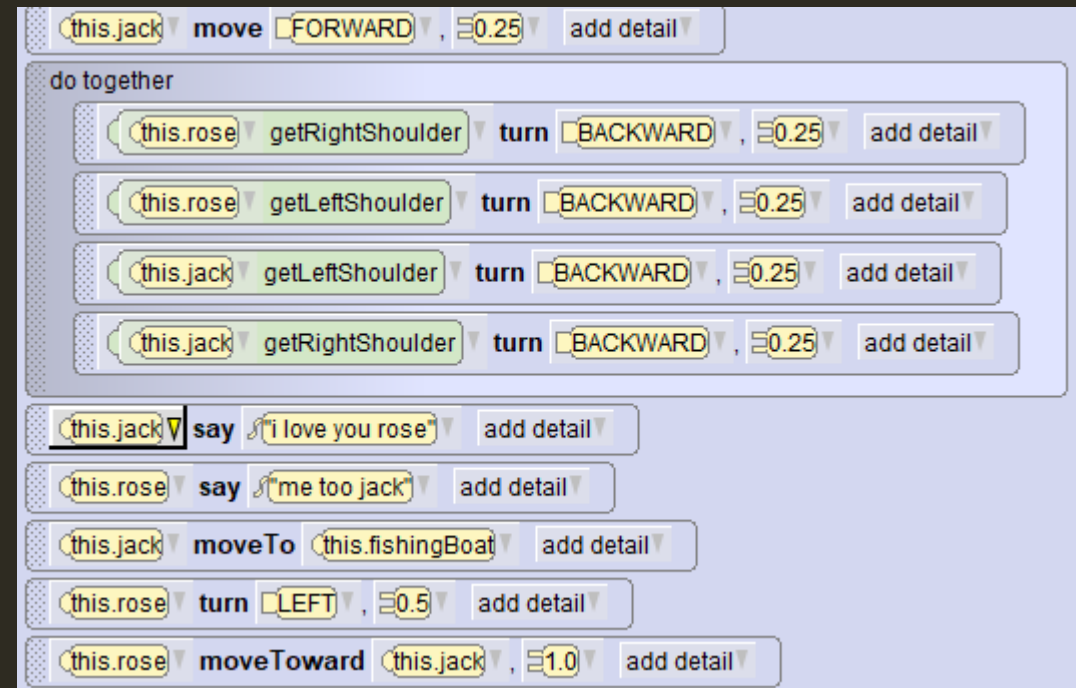 this.jack move FORWARD , 0.25 add detail
do together
this.rose getRightShoulder turn BACKWARD , 0.25 add detail
this.rose getLeftShoulder turn BACKWARD , 0.25 add detail
this.jack getLeftShoulder turn BACKWARD , 0.25 add detail
this.jack getRightShoulder turn BACKWARD , 0.25 add detail
this.jack say "i love you rose" add detail
this.rose say "me too jack" add detail
this.jack moveTo this.fishingBoat add detail
this.rose turn LEFT , 0.5 add detail
this.rose moveToward this.jack , 1.0 add detail